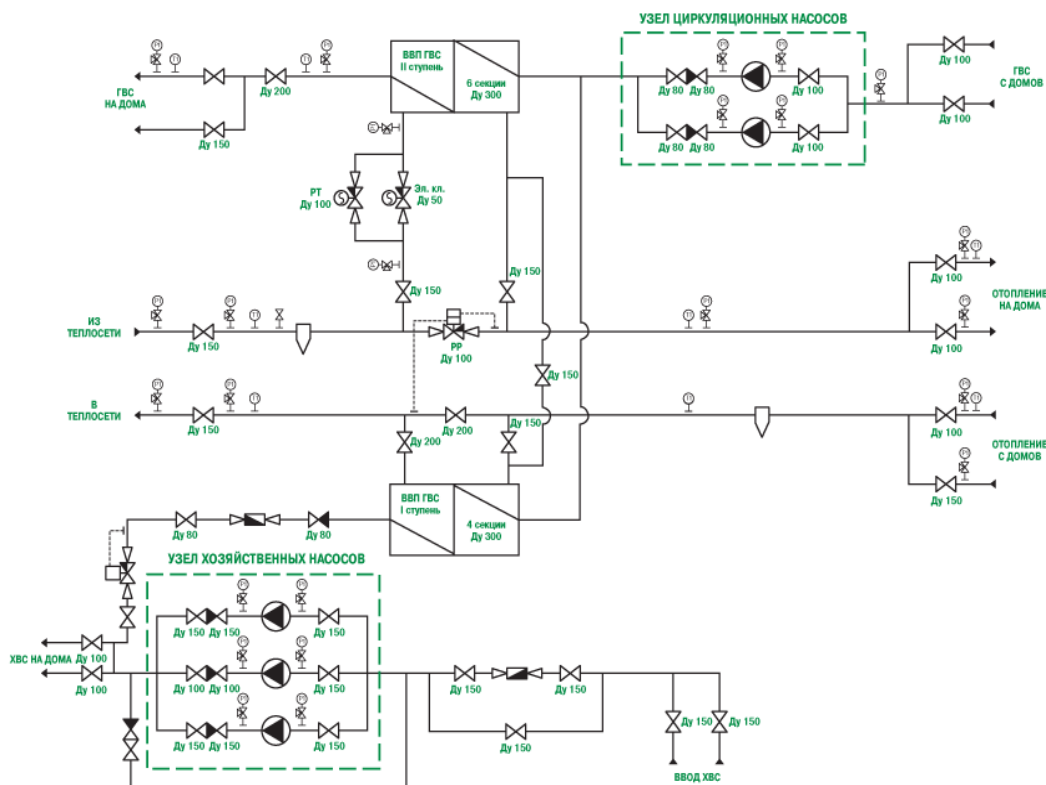 УЗЕЛ ЦИРКУЛЯЦИОННЫХ НАСОСОВ
ГВС
НА ДОМА
Ду 200
Ду 150
ВВП ГВС
II ступень
6 секции
Ду 300
Ду 80
Ду 80
Ду 100
Ду 80
Ду 80
Ду 100
Ду 100
Ду 100
ГВС
С ДОМОВ
РТ
Ду 100
Эл. кл.
Ду 50
Ду 150
Ду 150
ИЗ
ТЕПЛОСЕТИ
Ду 150
РР
Ду 100
Ду 100
Ду 100
ОТОПЛЕНИЕ
НА ДОМА
Ду 150
В
ТЕПЛОСЕТИ
Ду 150
Ду 200
Ду 200
Ду 150
Ду 100
Ду 150
ОТОПЛЕНИЕ
С ДОМОВ
ВВП ГВС
I ступень
4 секции
Ду 300
Ду 80
Ду 80
УЗЕЛ ХОЗЯЙСТВЕННЫХ НАСОСОВ
Ду 150
Ду 150
Ду 150
ХВС НА ДОМА
Ду 100
Ду 100
Ду 100
Ду 100
Ду 150
Ду 150
Ду 150
Ду 150
Ду 150
Ду 150
Ду 150
Ду 150
Ду 150
ВВОД ХВС